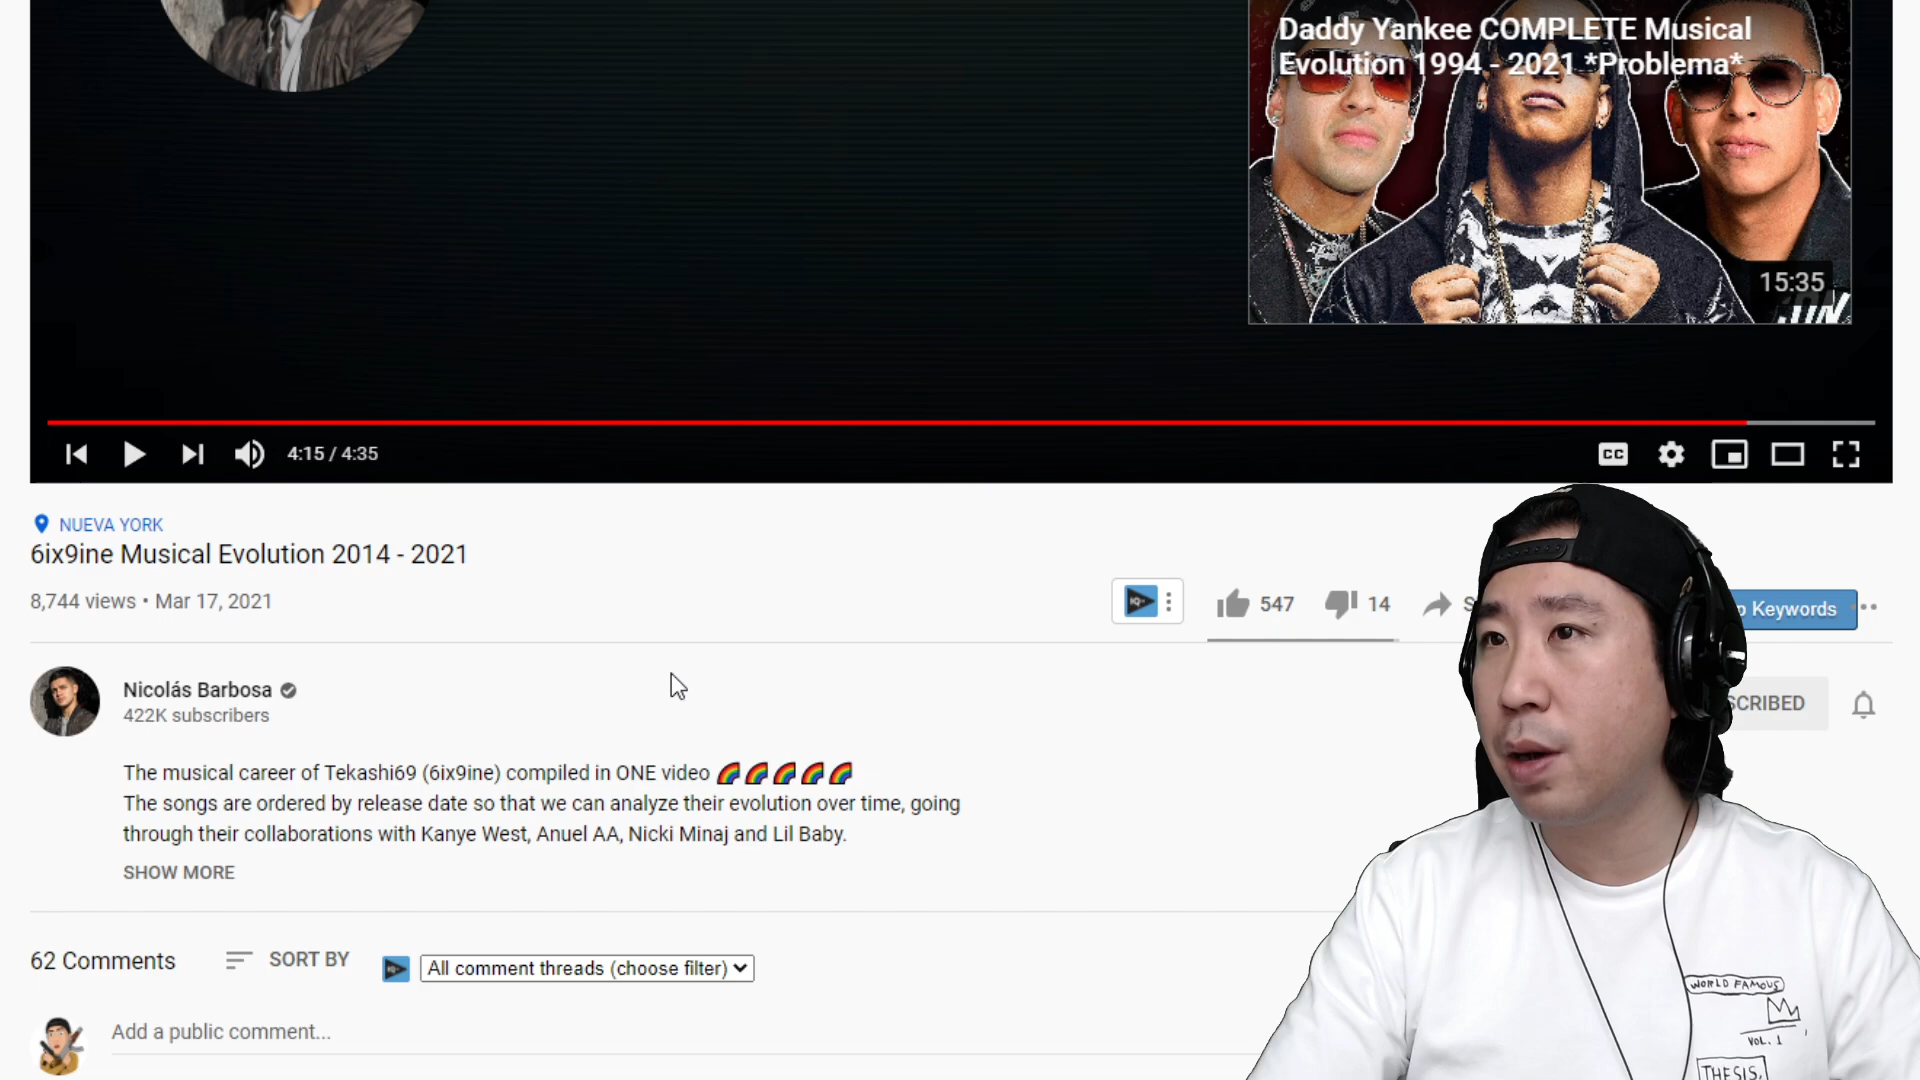 Daddy Yankee COMPLETE Musical
Evolution 1994 - 2021 *Problema*
15:35
4:15 / 4:35
CC
NUEVA YORK
6ix9ine Musical Evolution 2014 - 2021
8,744 views • Mar 17, 2021
547
14
Keywords
Nicolás Barbosa
422K subscribers
The musical career of Tekashi69 (6ix9ine) compiled in ONE video 🌈🌈🌈🌈🌈
The songs are ordered by release date so that we can analyze their evolution over time, going
through their collaborations with Kanye West, Anuel AA, Nicki Minaj and Lil Baby.
SHOW MORE
62 Comments
SORT BY
All comment threads (choose filter)
Add a public comment...
WORLD FAMOUS
VOL. 1
THESIS.